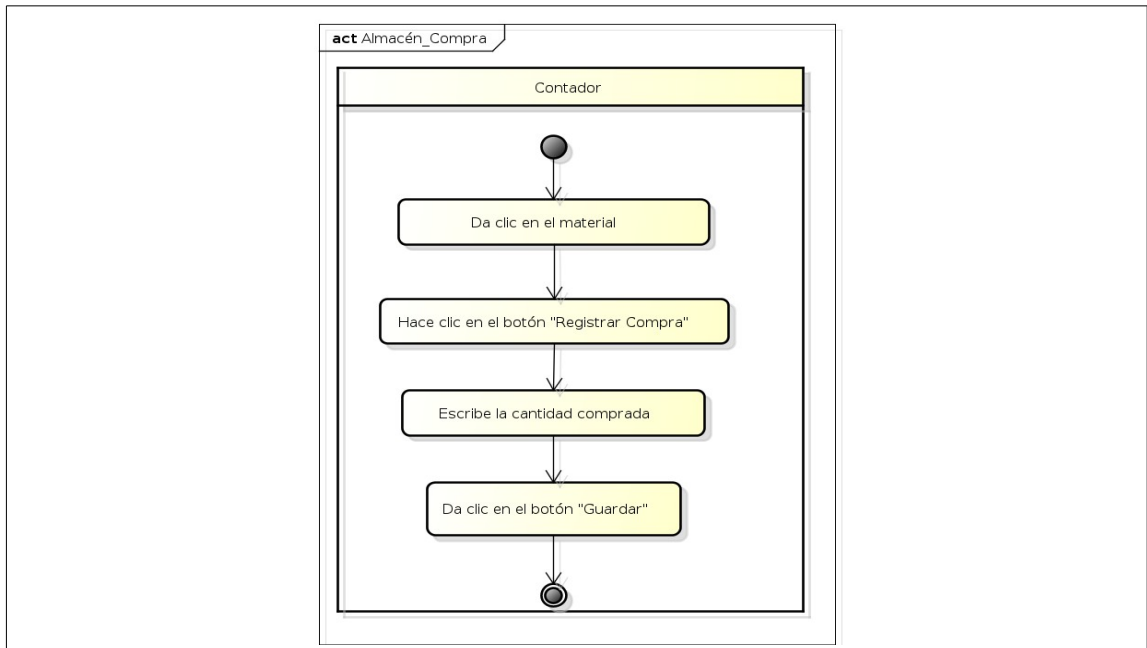 act Almacén_Compra
Contador
Da clic en el material
Hace clic en el botón "Registrar Compra"
Escribe la cantidad comprada
Da clic en el botón "Guardar"